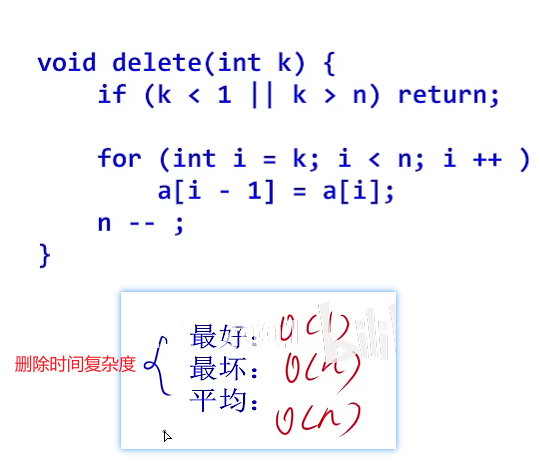 void delete(int k) {
if (k < 1 || k > n) return;
for (int i = k; i < n; i ++ )
a[i - 1] = a[i];
n -- ;
}
删除时间复杂度
最好: O(1)
最坏: O(n)
平均: O(n)